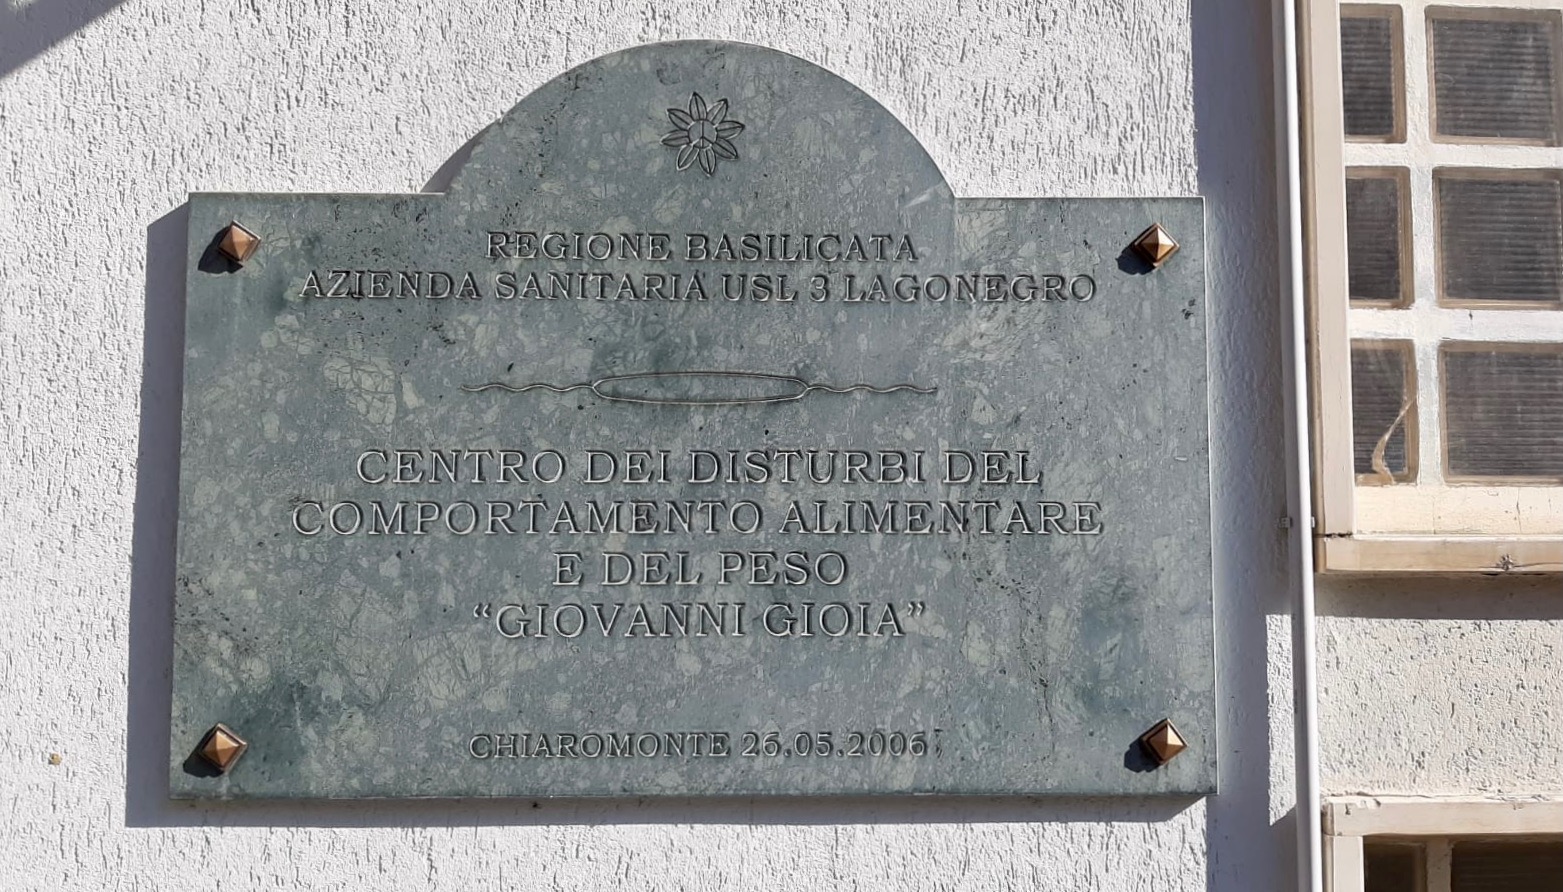 REGIONE BASILICATA
AZIENDA SANITARIA USL 3 LAGONEGRO
CENTRO DEI DISTURBI DEL
COMPORTAMENTO ALIMENTARE
E DEL PESO
“GIOVANNI GIOIA”
CHIAROMONTE 26.05.2006